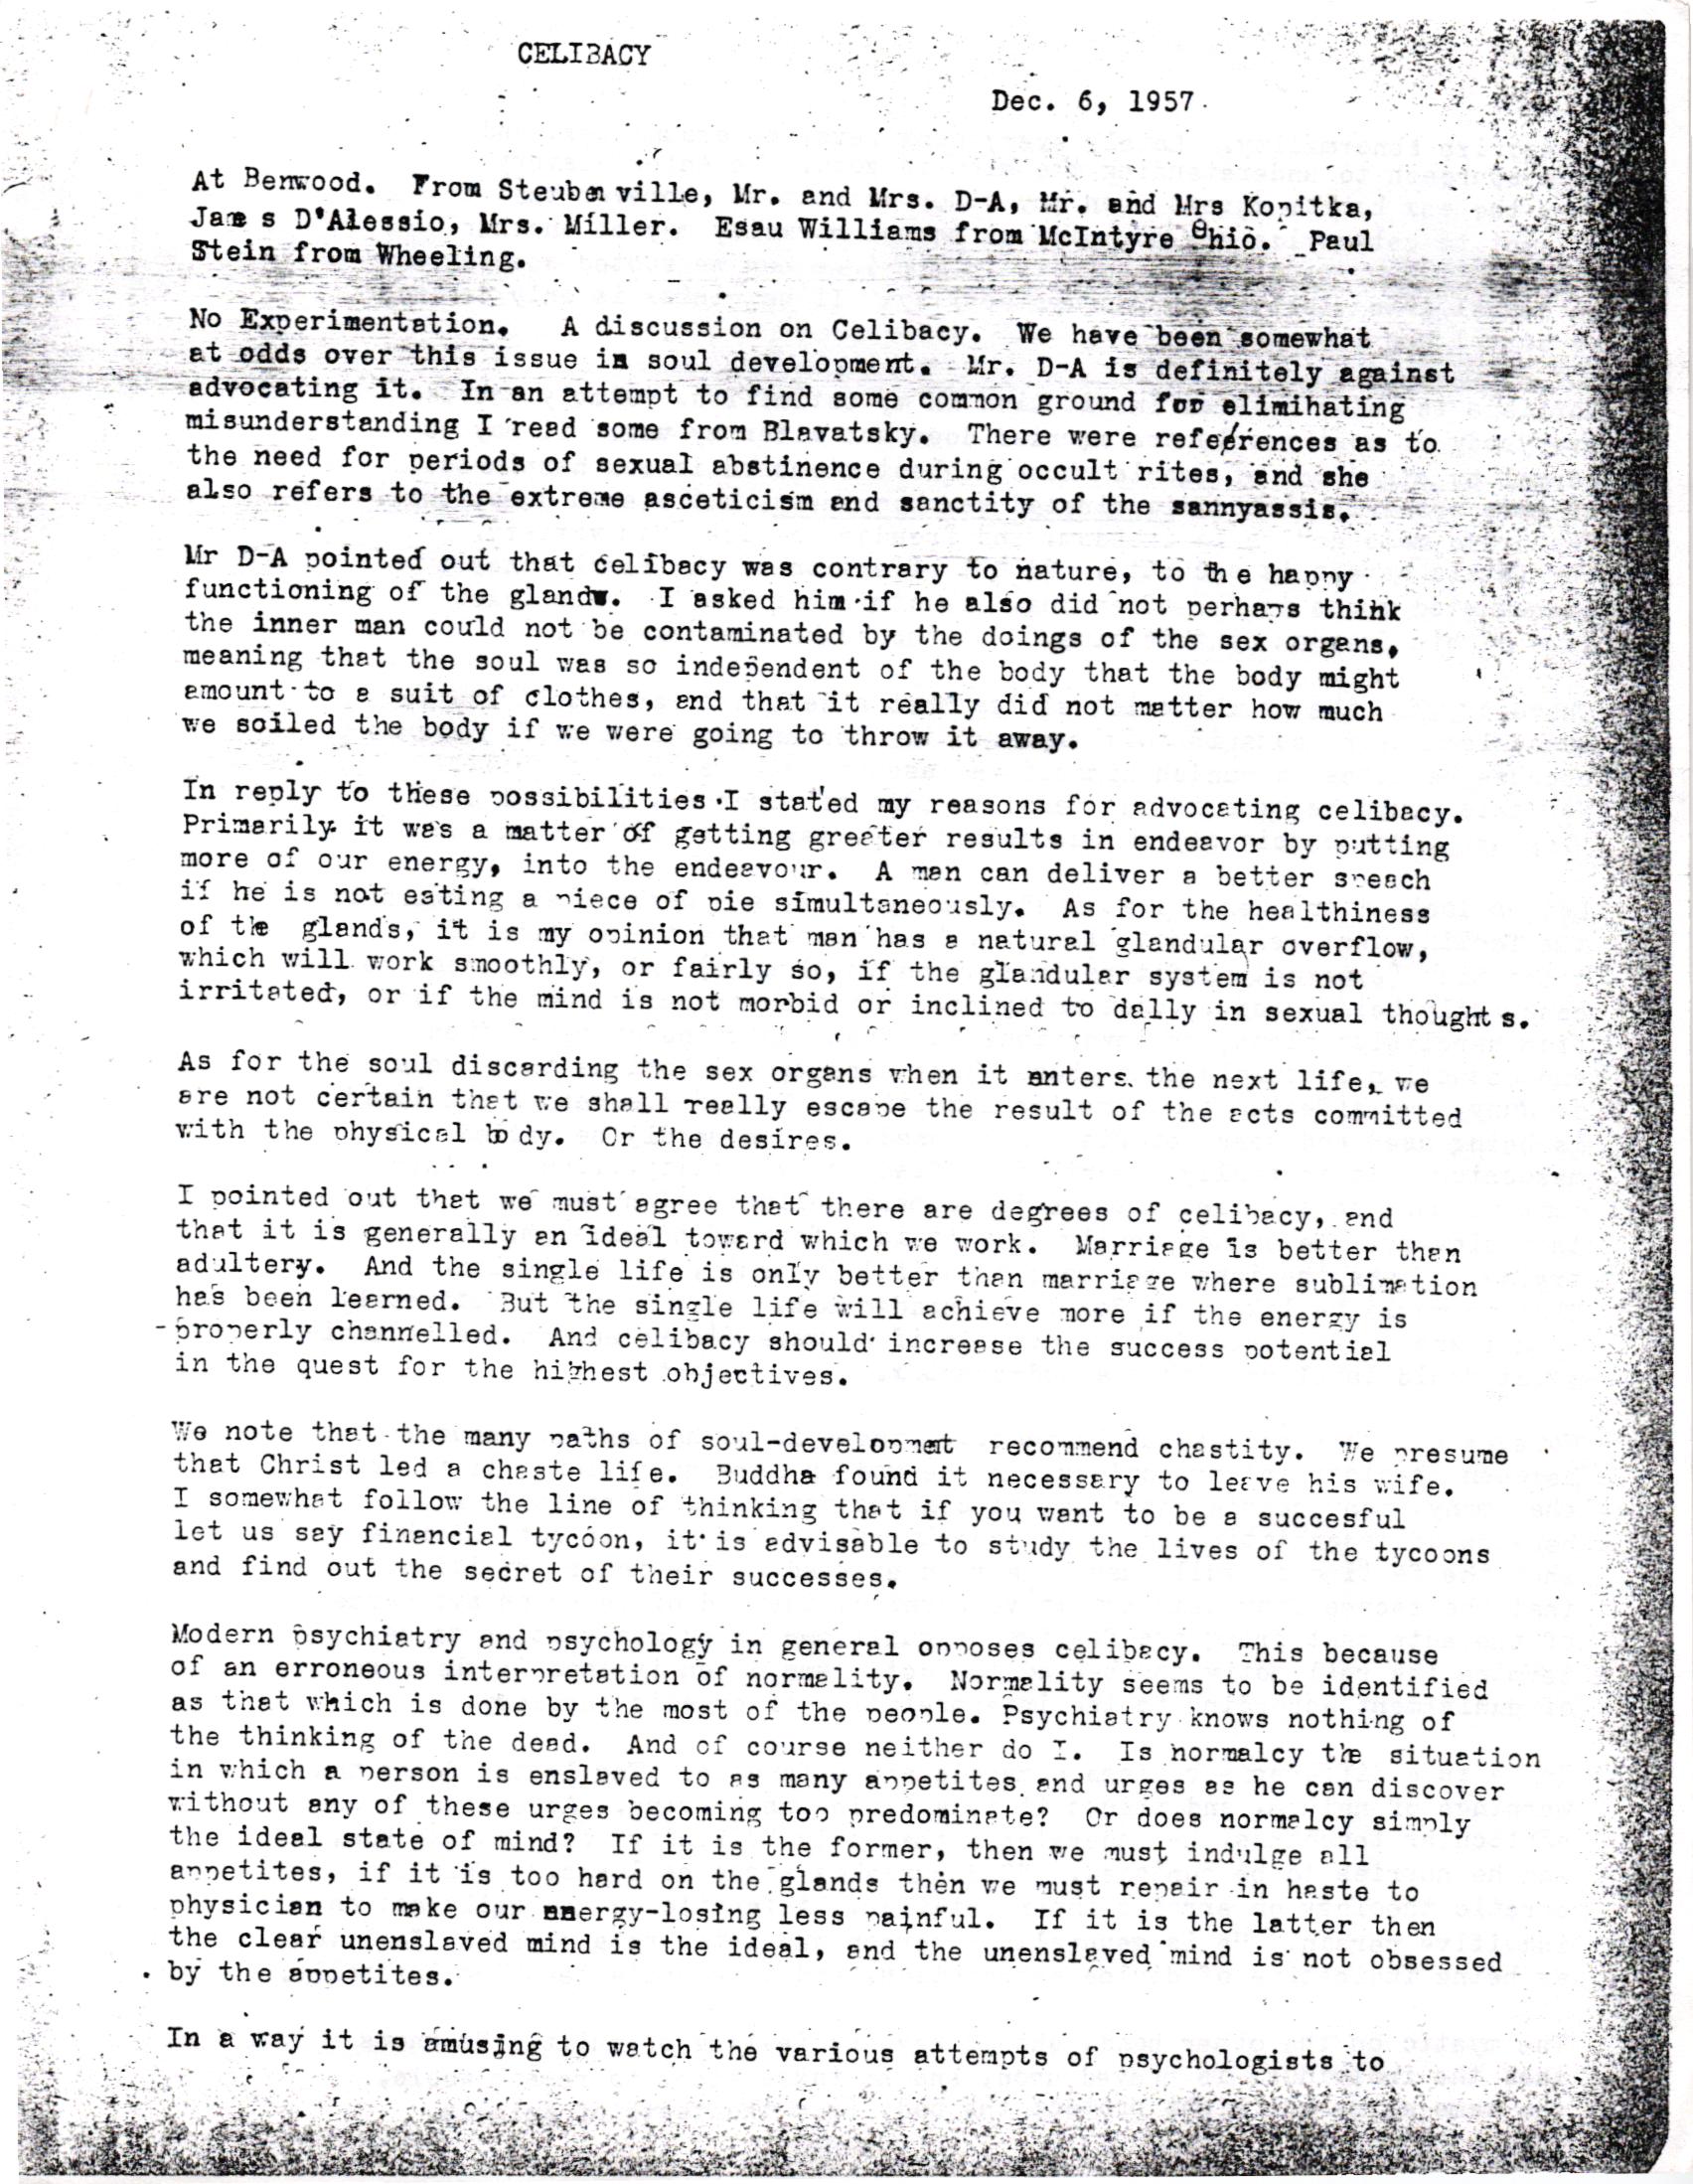 CELIBACY
Dec. 6, 1957.
At Benwood. From Steubenville, Mr. and Mrs. D-A, Mr. and Mrs Kopitka,
James D'Alessio, Mrs. Miller. Esau Williams from McIntyre Ohio. Paul
Stein from Wheeling.
No Experimentation. A discussion on Celibacy. We have been somewhat
at odds over this issue in soul development. Mr. D-A is definitely against
advocating it. In an attempt to find some common ground for elimihating
misunderstanding I read some from Blavatsky. There were references as to
the need for periods of sexual abstinence during occult rites, and she
also refers to the extreme asceticism and sanctity of the sannyassis.
Mr D-A pointed out that celibacy was contrary to nature, to the happy
functioning of the glands. I asked him if he also did not perhaps think
the inner man could not be contaminated by the doings of the sex organs,
meaning that the soul was so independent of the body that the body might
amount to a suit of clothes, and that it really did not matter how much
we soiled the body if we were going to throw it away.
In reply to these possibilities I stated my reasons for advocating celibacy.
Primarily it was a matter of getting greater results in endeavor by putting
more of our energy, into the endeavour. A man can deliver a better speech
if he is not eating a piece of pie simultaneously. As for the healthiness
of the glands, it is my opinion that man has a natural glandular overflow,
which will work smoothly, or fairly so, if the glandular system is not
irritated, or if the mind is not morbid or inclined to dally in sexual thoughts.
As for the soul discarding the sex organs when it enters the next life, we
are not certain that we shall really escape the result of the acts committed
with the physical body. Or the desires.
I pointed out that we must agree that there are degrees of celibacy, and
that it is generally an ideal toward which we work. Marriage is better than
adultery. And the single life is only better than marriage where sublimation
has been learned. But the single life will achieve more if the energy is
properly channelled. And celibacy should increase the success potential
in the quest for the highest objectives.
We note that the many paths of soul-development recommend chastity. We presume
that Christ led a chaste life. Buddha found it necessary to leave his wife.
I somewhat follow the line of thinking that if you want to be a succesful
let us say financial tycoon, it is advisable to study the lives of the tycoons
and find out the secret of their successes.
Modern psychiatry and psychology in general opposes celibacy. This because
of an erroneous interpretation of normality. Normality seems to be identified
as that which is done by the most of the people. Psychiatry knows nothing of
the thinking of the dead. And of course neither do I. Is normalcy the situation
in which a person is enslaved to as many appetites and urges as he can discover
without any of these urges becoming too predominate? Or does normalcy simply
the ideal state of mind? If it is the former, then we must indulge all
appetites, if it is too hard on the glands then we must repair in haste to
physician to make our energy-losing less painful. If it is the latter then
the clear unenslaved mind is the ideal, and the unenslaved mind is not obsessed
by the appetites.
In a way it is amusing to watch the various attempts of psychologists to